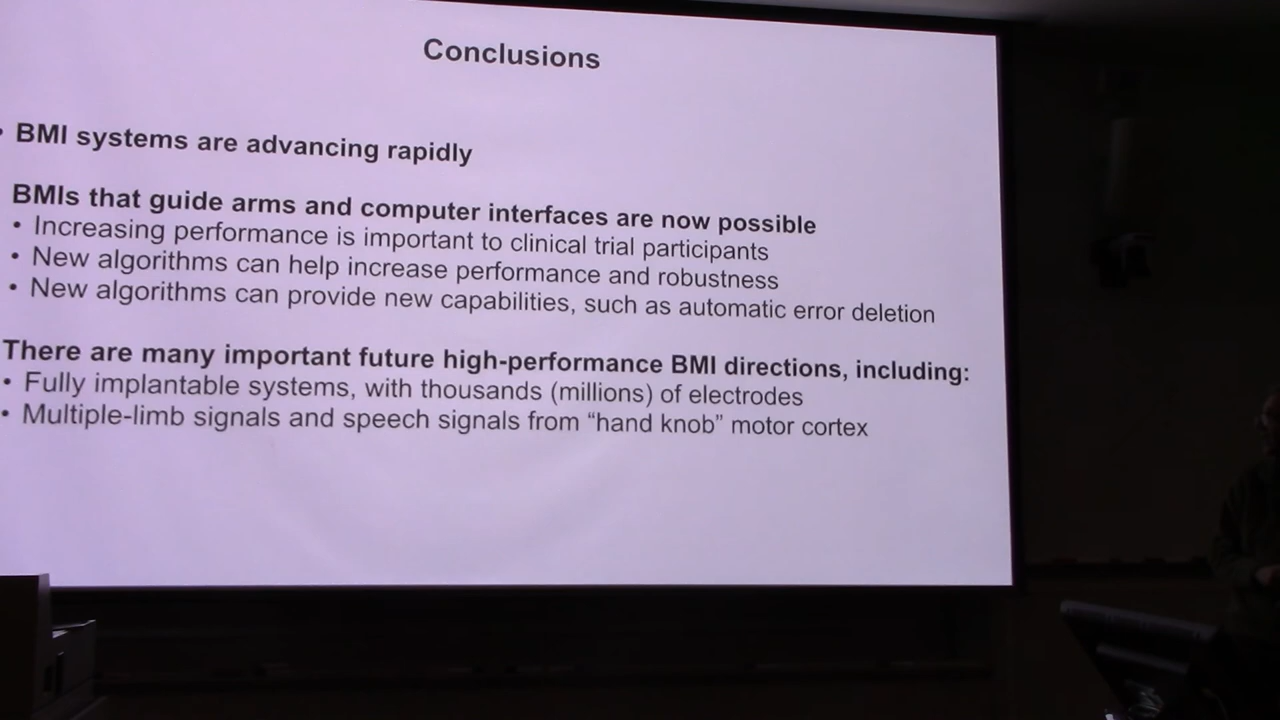 Conclusions
• BMI systems are advancing rapidly
BMIs that guide arms and computer interfaces are now possible
• Increasing performance is important to clinical trial participants
• New algorithms can help increase performance and robustness
• New algorithms can provide new capabilities, such as automatic error deletion
There are many important future high-performance BMI directions, including:
• Fully implantable systems, with thousands (millions) of electrodes
• Multiple-limb signals and speech signals from “hand knob” motor cortex